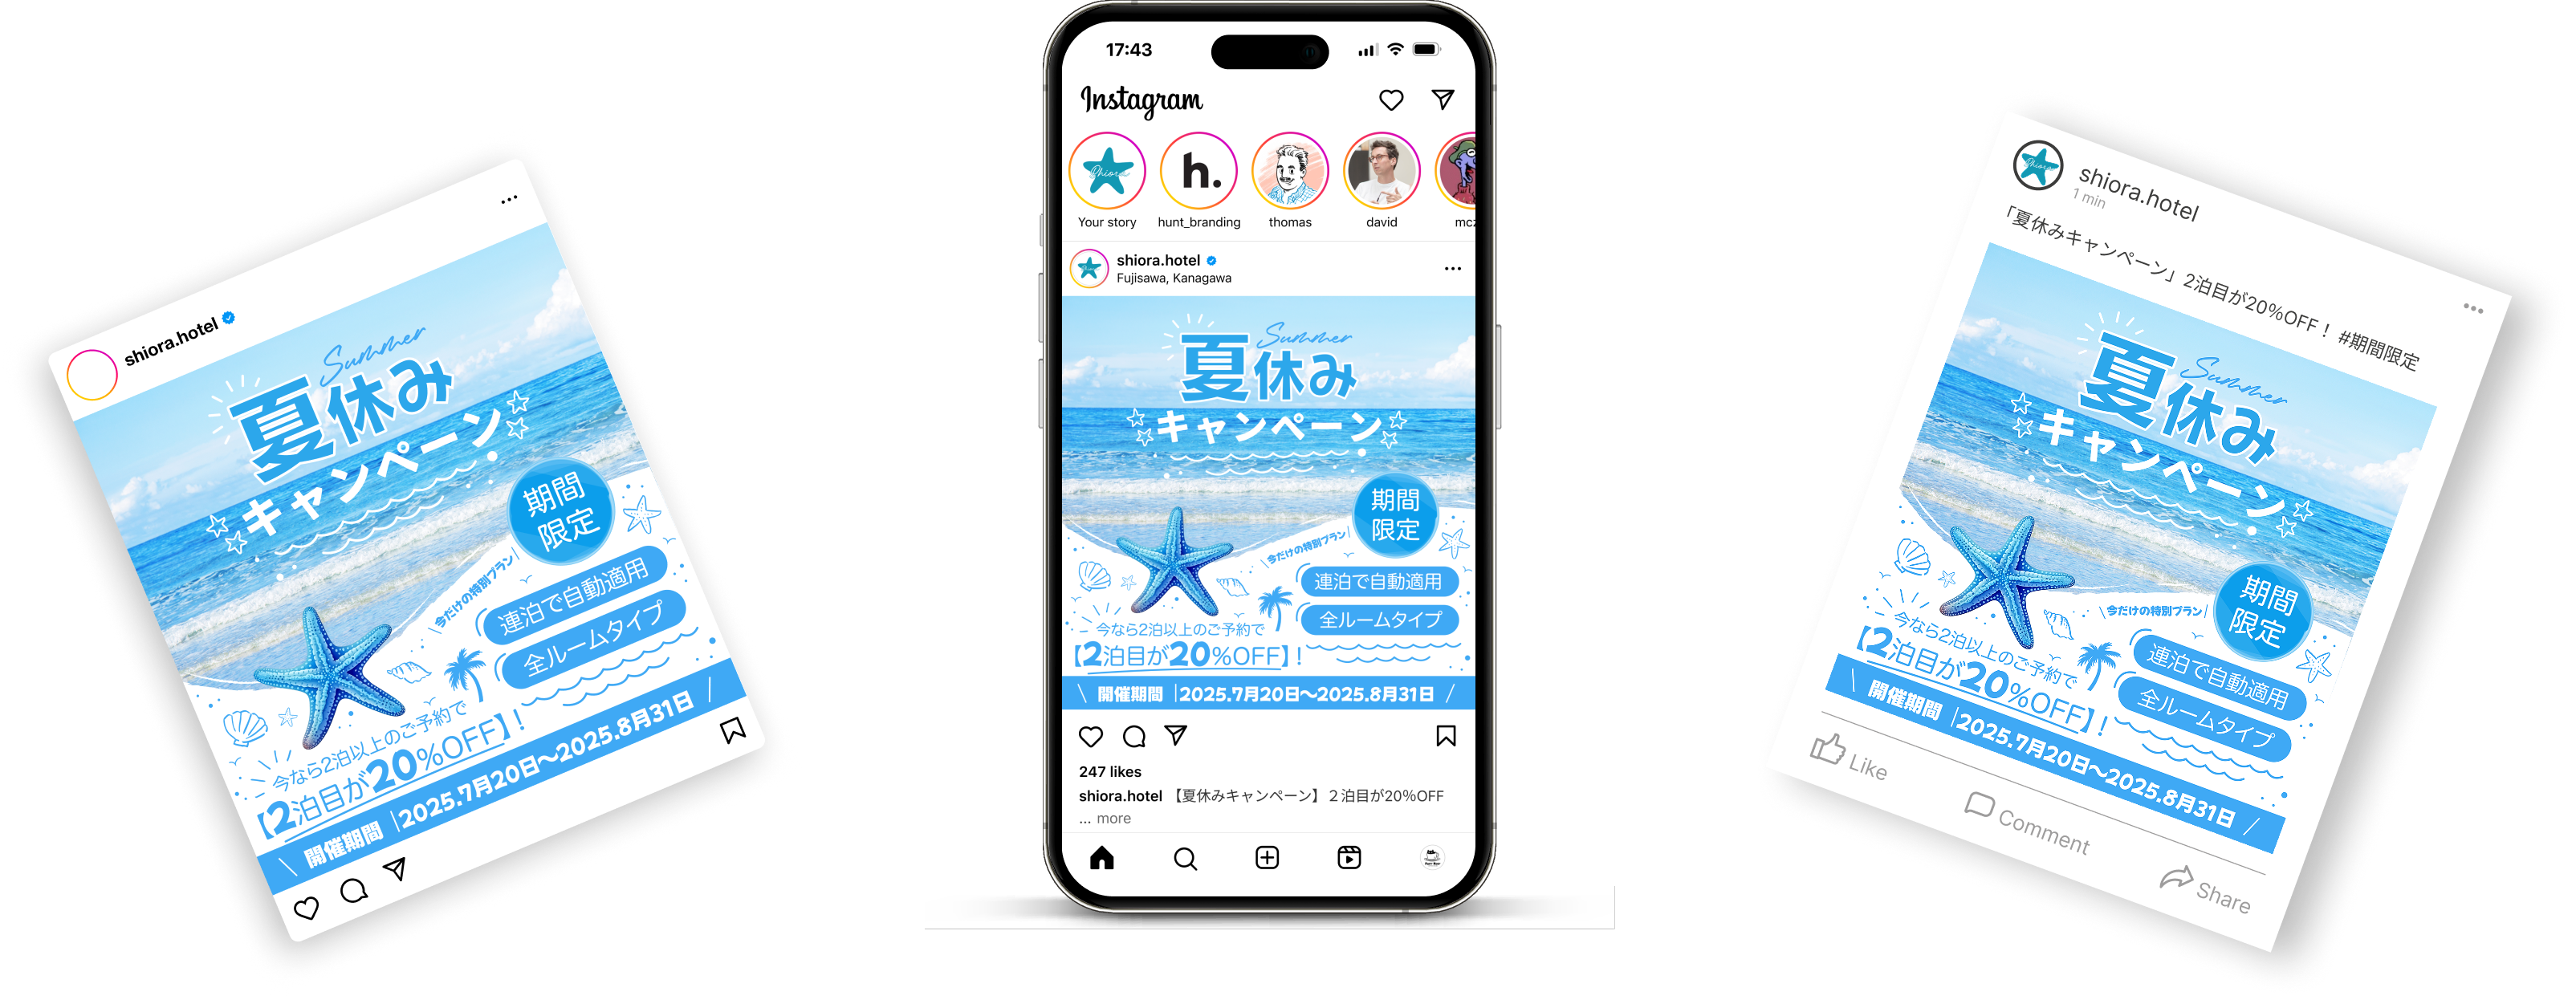 shiora.hotel
Summer
夏休み
キャンペーン
期間
限定
\今だけの特別プラン/
連泊で自動適用
全ルームタイプ
今なら2泊以上のご予約で
【2泊目が20%OFF】!
\ 開催期間 | 2025.7月20日〜2025.8月31日 /
17:43
Instagram
Shiora
Your story
hunt_branding
thomas
david
mcz
h.
shiora.hotel
Fujisawa, Kanagawa
Summer
夏休み
キャンペーン
期間
限定
\今だけの特別プラン/
連泊で自動適用
全ルームタイプ
今なら2泊以上のご予約で
【2泊目が20%OFF】!
\ 開催期間 | 2025.7月20日〜2025.8月31日 /
247 likes
shiora.hotel 【夏休みキャンペーン】２泊目が20%OFF
... more
Shiora
shiora.hotel
1 min
「夏休みキャンペーン」2泊目が20%OFF！ #期間限定
Summer
夏休み
キャンペーン
期間
限定
\今だけの特別プラン/
連泊で自動適用
全ルームタイプ
今なら2泊以上のご予約で
【2泊目が20%OFF】!
\ 開催期間 | 2025.7月20日〜2025.8月31日 /
Like
Comment
Share